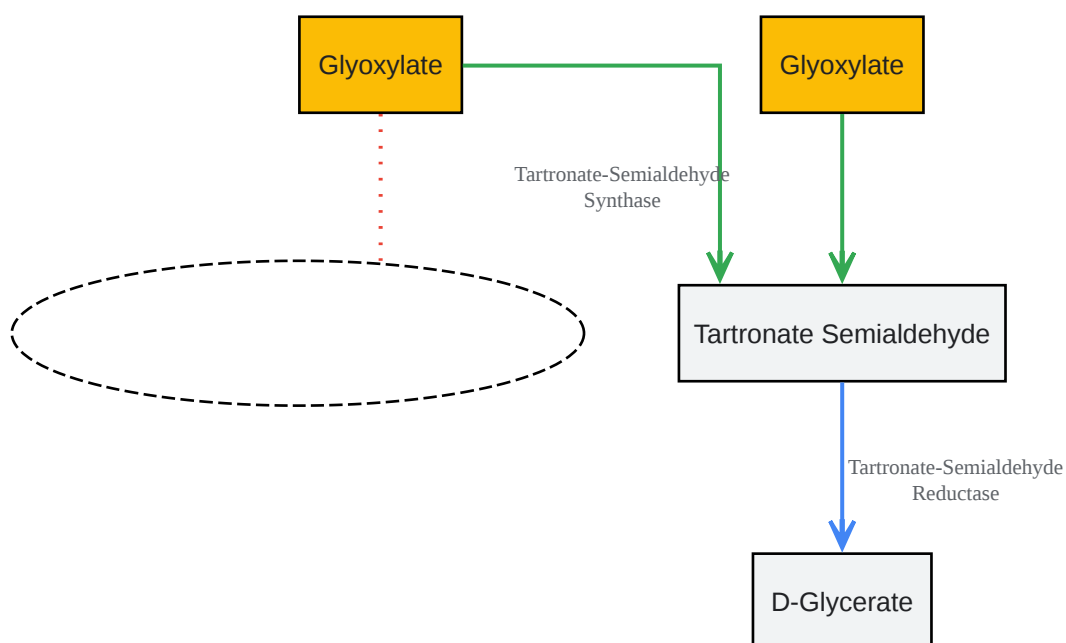 Glyoxylate
Glyoxylate
Tartronate-Semialdehyde
Synthase
Tartronate Semialdehyde
Tartronate-Semialdehyde
Reductase
D-Glycerate